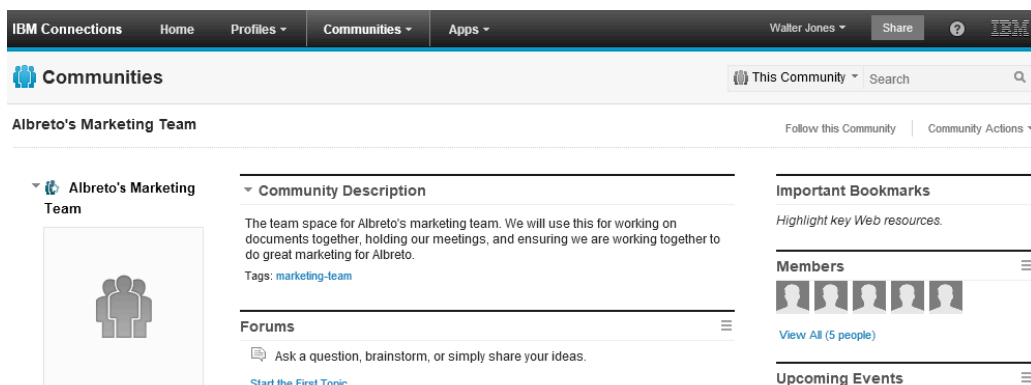 IBM Connections Home Profiles Communities Apps Walter Jones Share ? IBM
Communities
This Community Search
Albreto's Marketing Team
Follow this Community Community Actions
Albreto's Marketing
Team
Community Description
The team space for Albreto's marketing team. We will use this for working on
documents together, holding our meetings, and ensuring we are working together to
do great marketing for Albreto.
Tags: marketing-team
Forums
Ask a question, brainstorm, or simply share your ideas.
Start the First Topic
Important Bookmarks
Highlight key Web resources.
Members
View All (5 people)
Upcoming Events